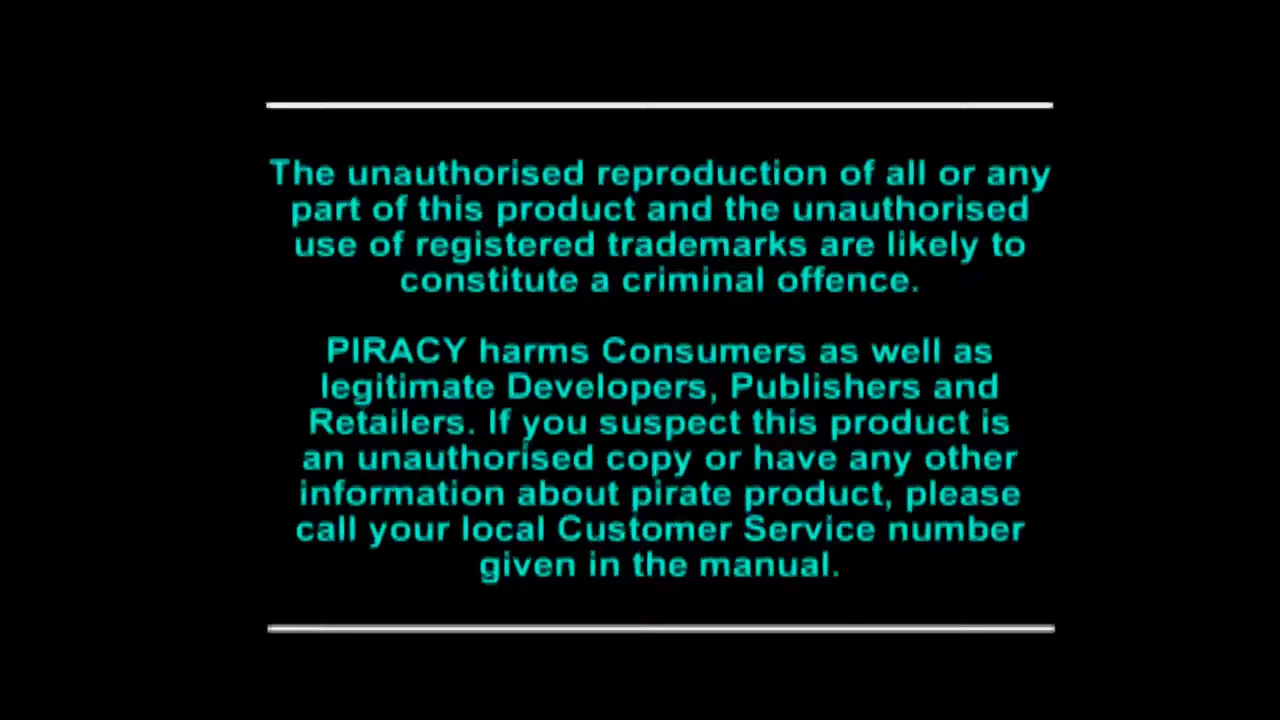 The unauthorised reproduction of all or any
part of this product and the unauthorised
use of registered trademarks are likely to
constitute a criminal offence.
PIRACY harms Consumers as well as
legitimate Developers, Publishers and
Retailers. If you suspect this product is
an unauthorised copy or have any other
information about pirate product, please
call your local Customer Service number
given in the manual.